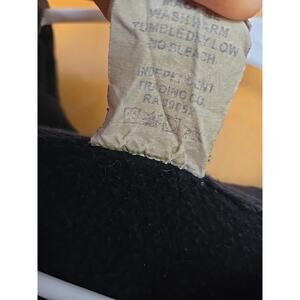 WASH WARM
TUMBLE DRY LOW
NO BLEACH
INDEPENDENT
TRADING CO.